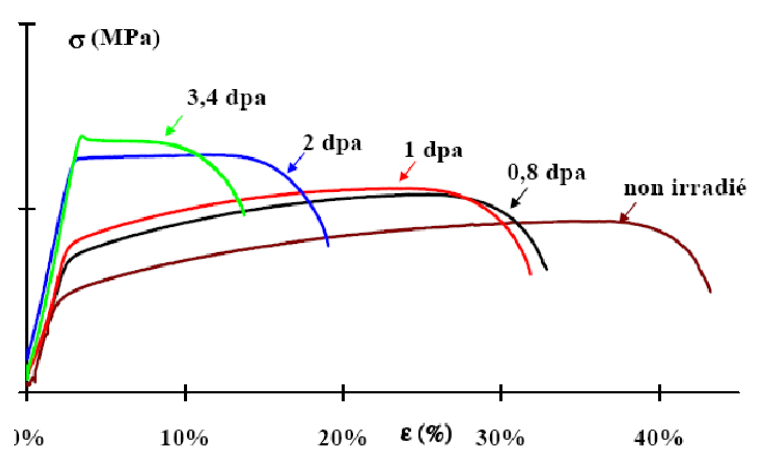 σ (MPa)
3,4 dpa
2 dpa
1 dpa
0,8 dpa
non irradié
0%
10%
20%
ε (%)
30%
40%